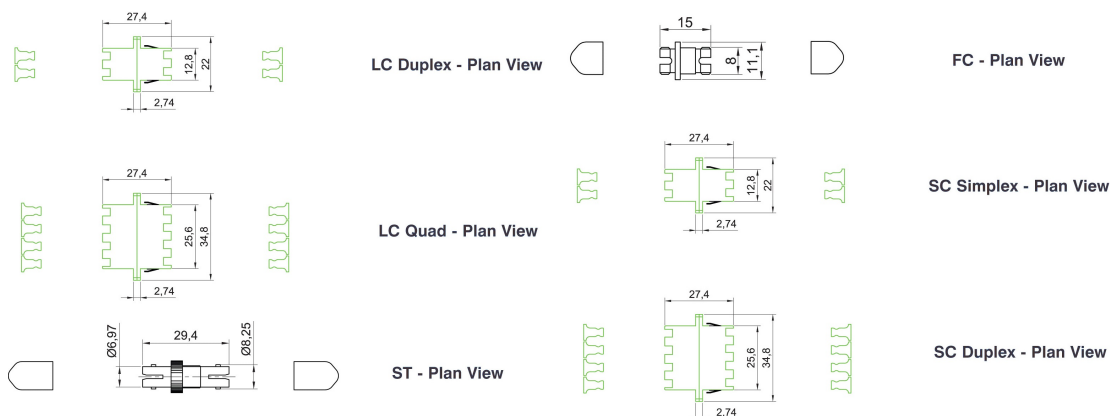 27,4
12,8
22
2,74
LC Duplex - Plan View
27,4
25,6
34,8
2,74
LC Quad - Plan View
Ø6,97
29,4
Ø8,25
ST - Plan View
15
8
11,1
FC - Plan View
27,4
12,8
22
2,74
SC Simplex - Plan View
27,4
25,6
34,8
2,74
SC Duplex - Plan View